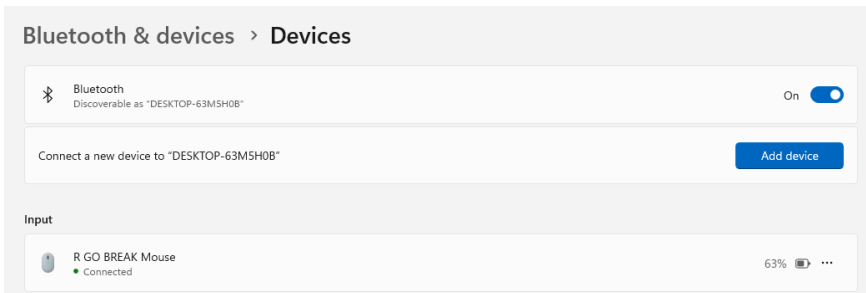 Bluetooth & devices > Devices
Bluetooth
Discoverable as "DESKTOP-63M5H0B"
On
Connect a new device to "DESKTOP-63M5H0B"
Add device
Input
R GO BREAK Mouse
Connected
63%